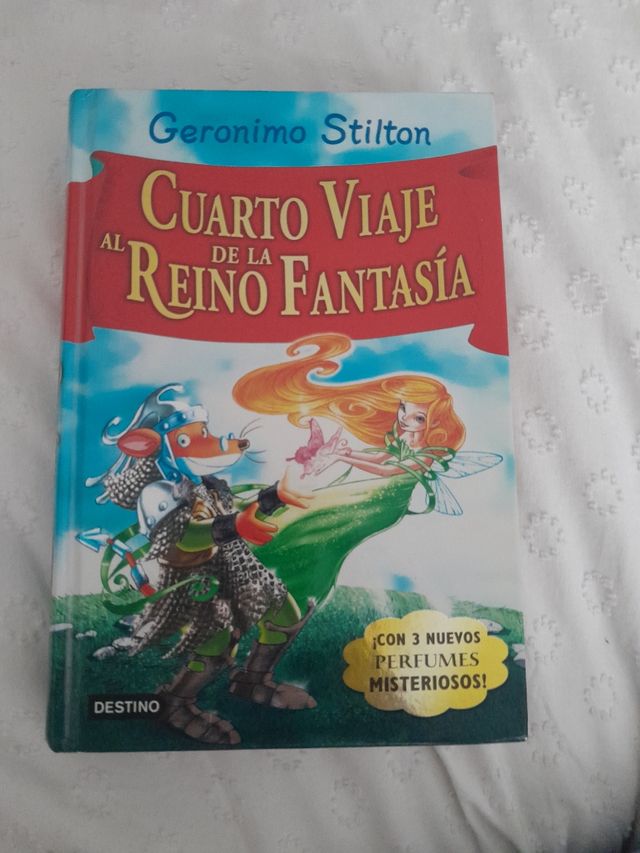 Geronimo Stilton
CUARTO VIAJE
AL REINO DE LA FANTASÍA
¡CON 3 NUEVOS
PERFUMES
MISTERIOSOS!
DESTINO